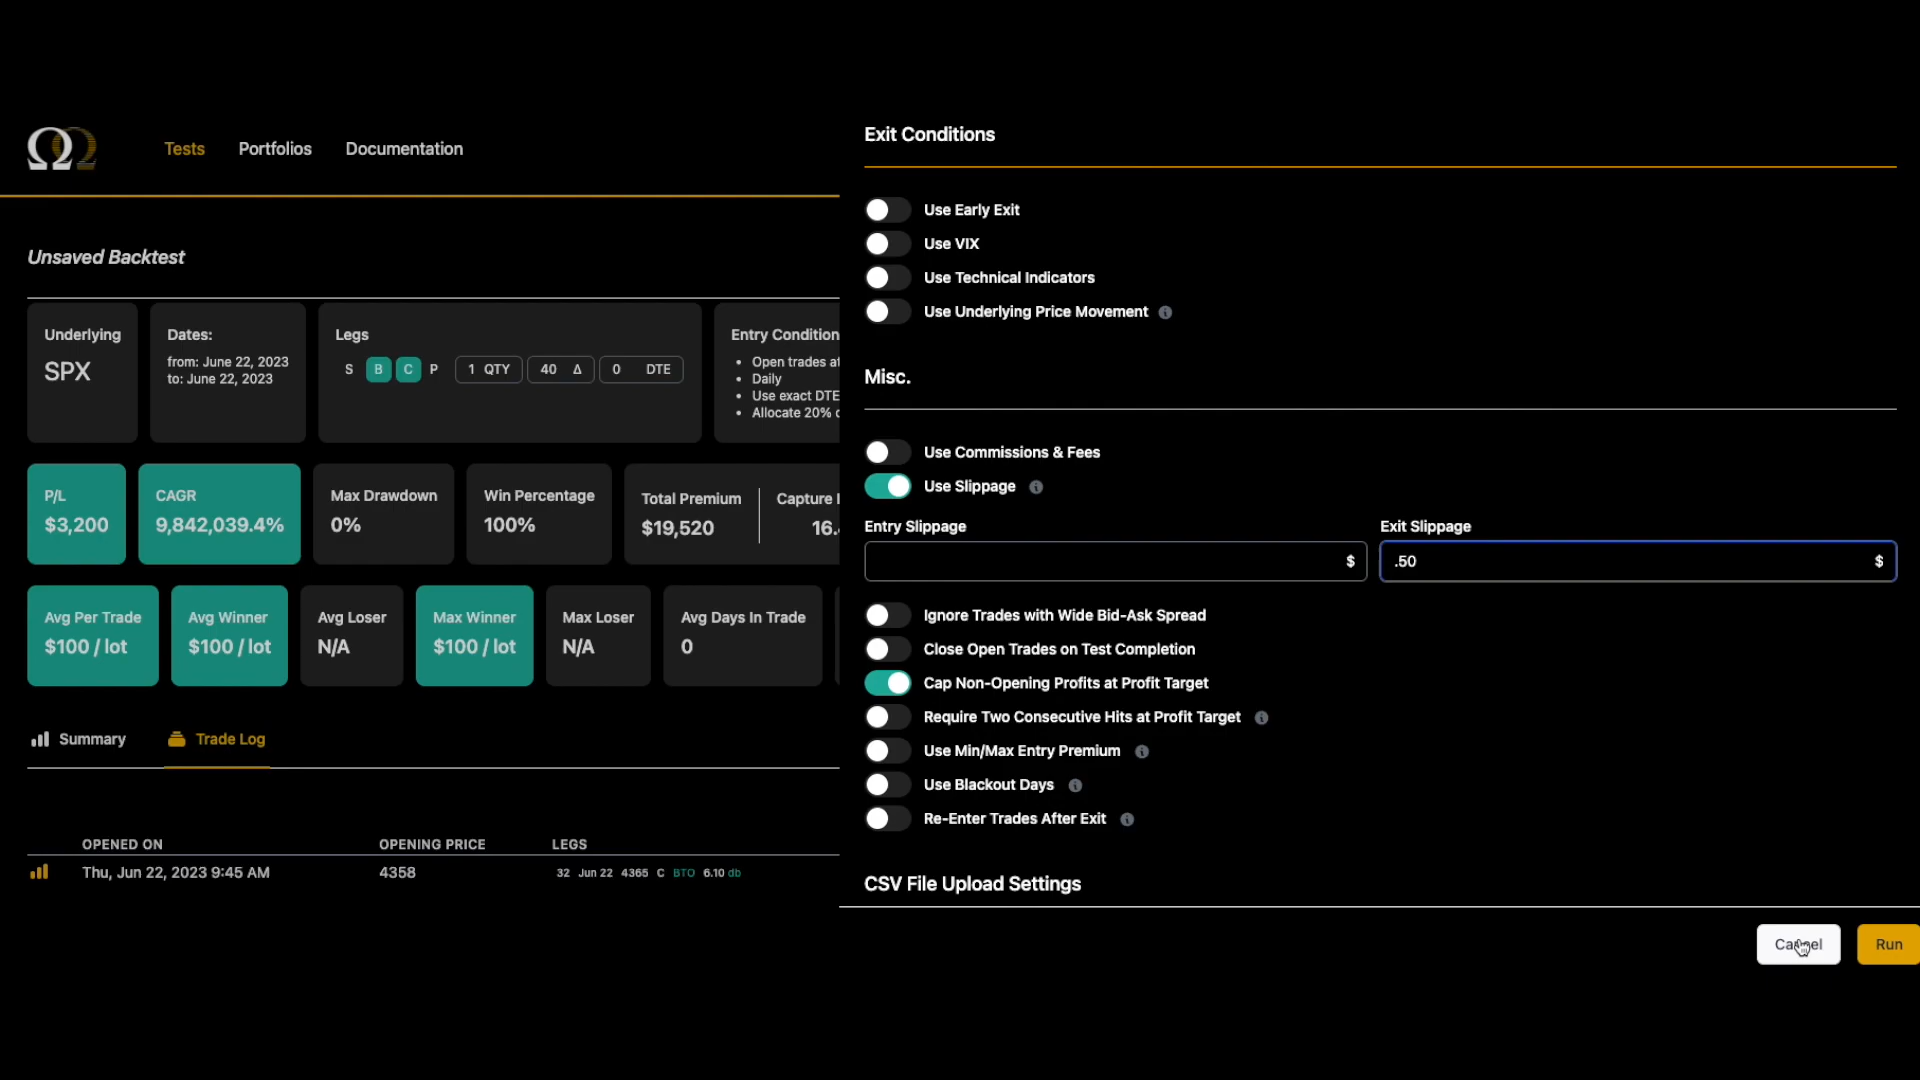 ΩΩ
Tests
Portfolios
Documentation
Unsaved Backtest
Underlying
SPX
Dates:
from: June 22, 2023
to: June 22, 2023
Legs
S B C P 1 QTY 40 Δ 0 DTE
Entry Condition
Open trades
Daily
Use exact DTE
Allocate 20%
P/L
$3,200
CAGR
9,842,039.4%
Max Drawdown
0%
Win Percentage
100%
Total Premium
$19,520
Capture
16.
Avg Per Trade
$100 / lot
Avg Winner
$100 / lot
Avg Loser
N/A
Max Winner
$100 / lot
Max Loser
N/A
Avg Days In Trade
0
Summary
Trade Log
OPENED ON OPENING PRICE LEGS
Thu, Jun 22, 2023 9:45 AM 4358 32 Jun 22 4365 C BTO 6.10 db
Exit Conditions
Use Early Exit
Use VIX
Use Technical Indicators
Use Underlying Price Movement
Misc.
Use Commissions & Fees
Use Slippage
Entry Slippage
$
Exit Slippage
.50 $
Ignore Trades with Wide Bid-Ask Spread
Close Open Trades on Test Completion
Cap Non-Opening Profits at Profit Target
Require Two Consecutive Hits at Profit Target
Use Min/Max Entry Premium
Use Blackout Days
Re-Enter Trades After Exit
CSV File Upload Settings
Cancel
Run